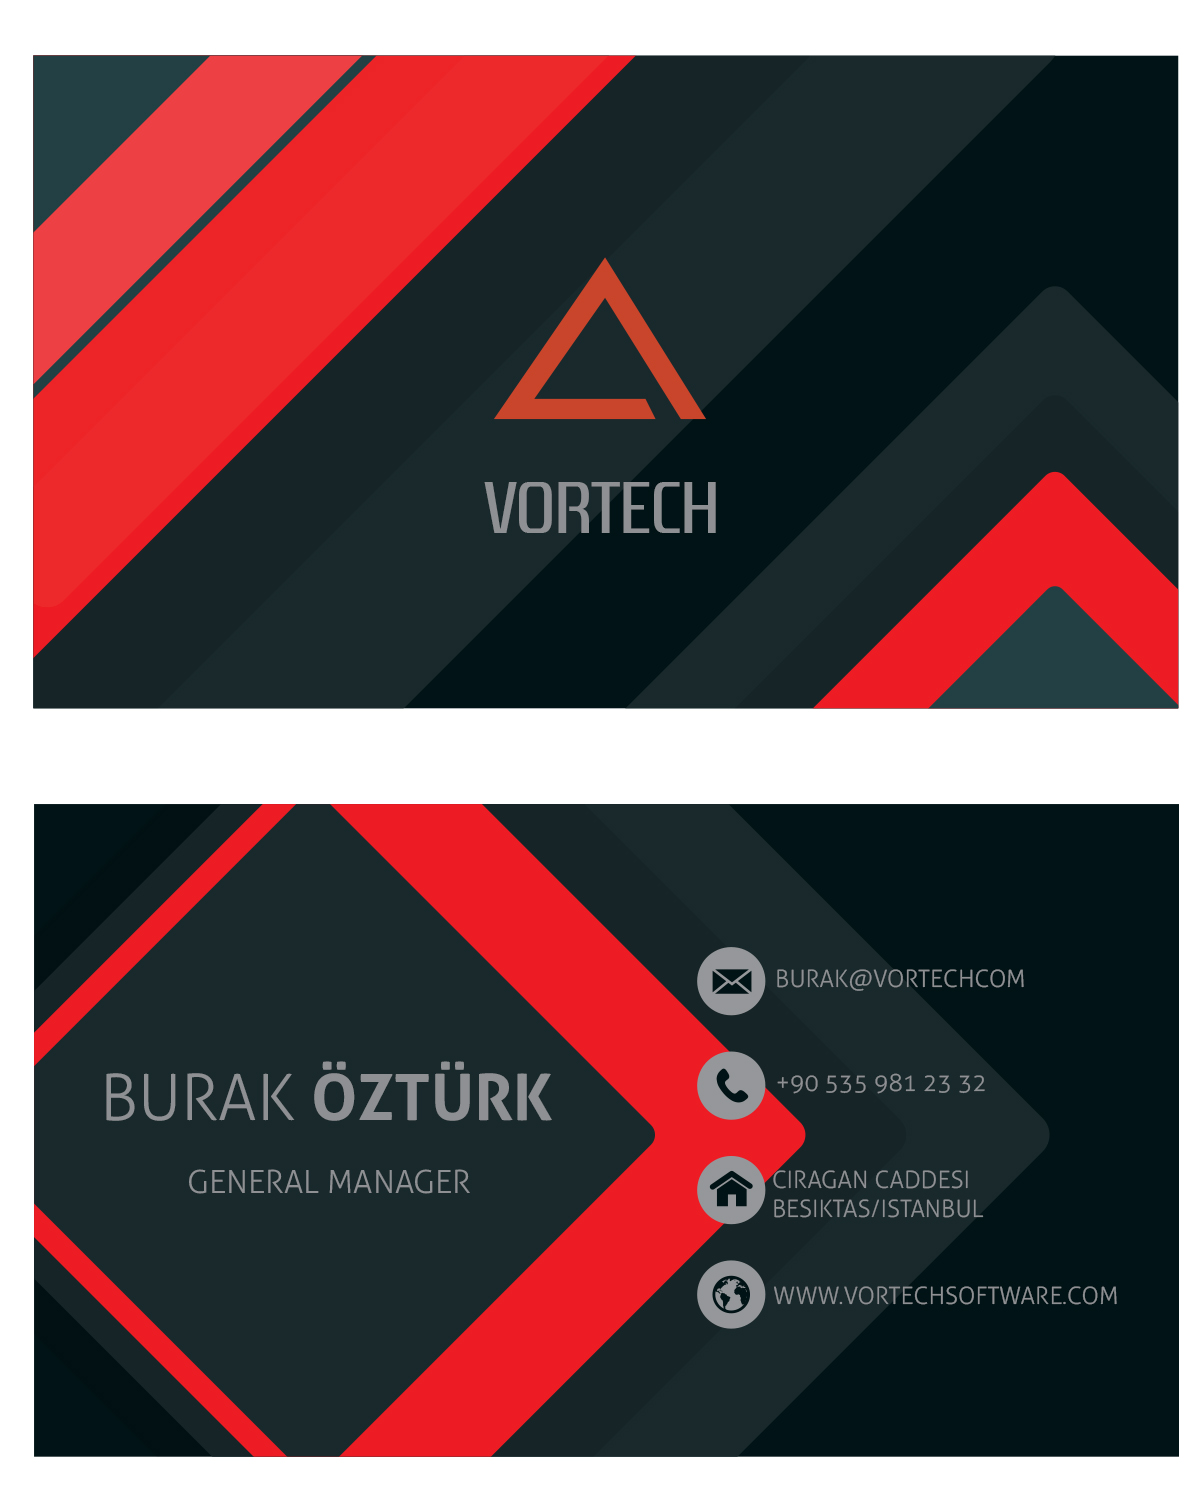 VORTECH
BURAK ÖZTÜRK
GENERAL MANAGER
BURAK@VORTECHCOM
+90 535 981 23 32
CIRAGAN CADDESI
BESIKTAS/ISTANBUL
WWW.VORTECHSOFTWARE.COM